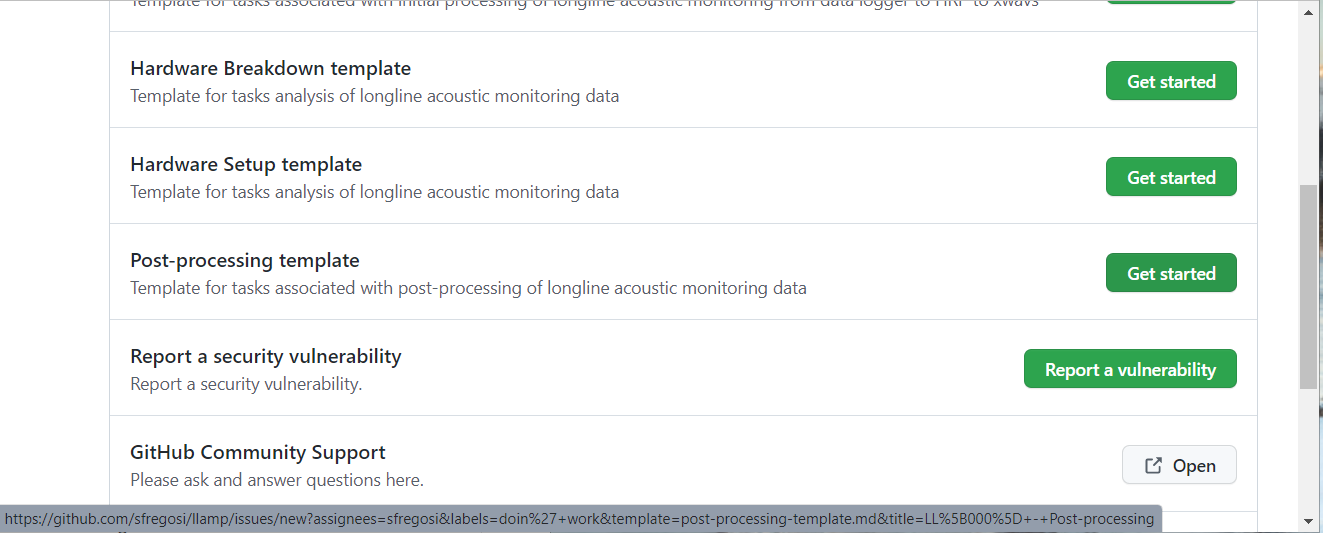 Template for tasks associated with initial processing of longline acoustic monitoring from data logger to HRP to xwavs
Hardware Breakdown template
Template for tasks analysis of longline acoustic monitoring data
Get started
Hardware Setup template
Template for tasks analysis of longline acoustic monitoring data
Get started
Post-processing template
Template for tasks associated with post-processing of longline acoustic monitoring data
Get started
Report a security vulnerability
Report a security vulnerability.
Report a vulnerability
GitHub Community Support
Please ask and answer questions here.
Open
https://github.com/sfregosi/llamp/issues/new?assignees=sfregosi&labels=doin%27+work&template=post-processing-template.md&title=LL%5B000%5D+-+Post-processing